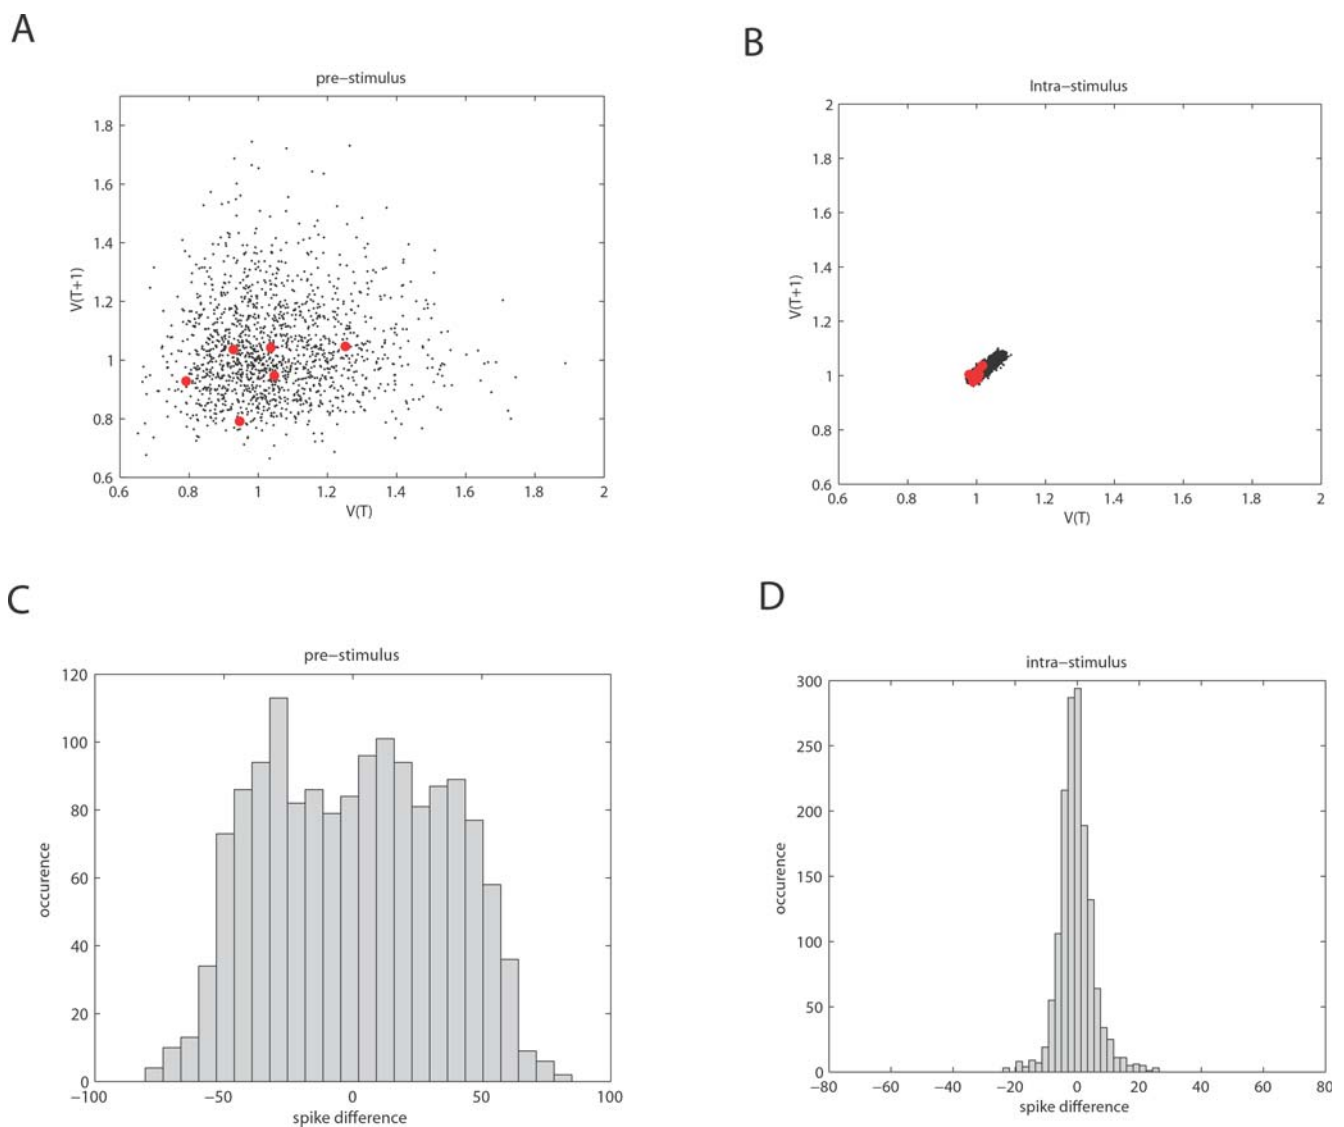 A
pre−stimulus
1.8
1.6
1.4
1.2
1
0.8
0.6
V(T+1)
0.6 0.8 1 1.2 1.4 1.6 1.8 2
V(T)
B
Intra−stimulus
2
1.8
1.6
1.4
1.2
1
0.8
0.6
V(T+1)
0.6 0.8 1 1.2 1.4 1.6 1.8 2
V(T)
C
pre−stimulus
120
100
80
60
40
20
0
occurence
−100 −50 0 50 100
spike difference
D
intra−stimulus
300
250
200
150
100
50
0
occurence
−80 −60 −40 −20 0 20 40 60 80
spike difference